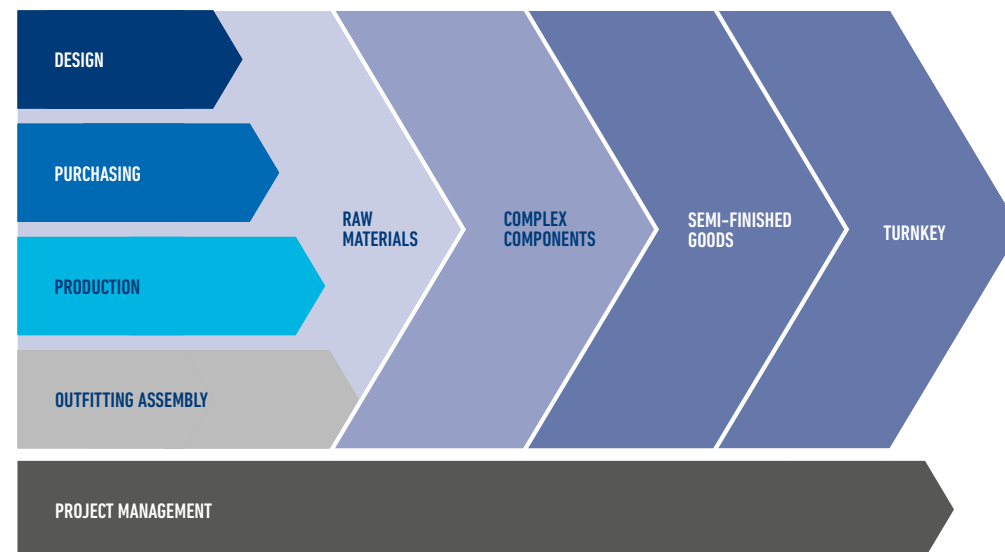 DESIGN
PURCHASING
PRODUCTION
OUTFITTING ASSEMBLY
RAW
MATERIALS
COMPLEX
COMPONENTS
SEMI-FINISHED
GOODS
TURNKEY
PROJECT MANAGEMENT